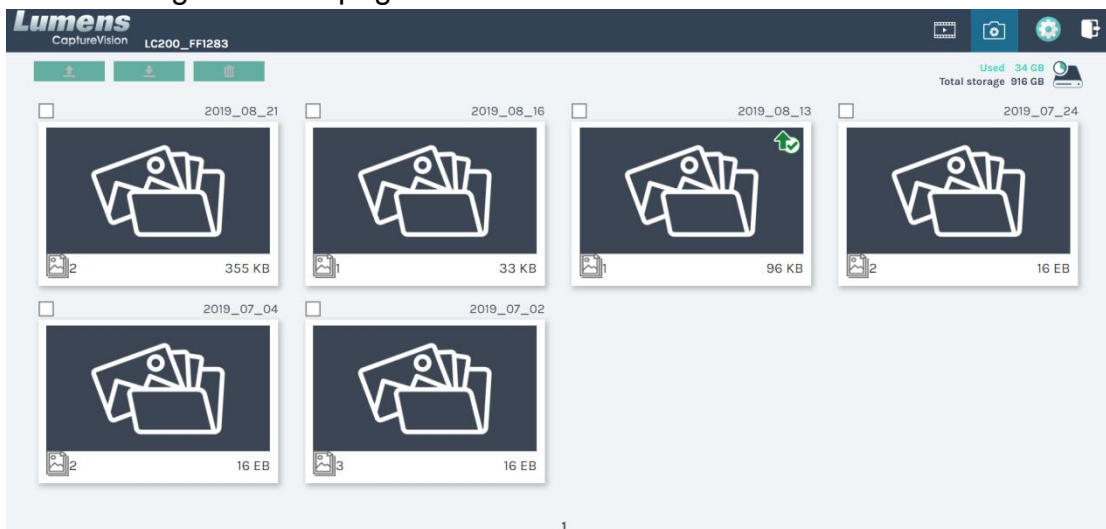 Lumens
CaptureVision LC200_FF1283
Used 34 GB
Total storage 916 GB
2019_08_21 2019_08_16 2019_08_13 2019_07_24
2 355 KB 1 33 KB 1 96 KB 2 16 EB
2019_07_04 2019_07_02
2 16 EB 3 16 EB
1